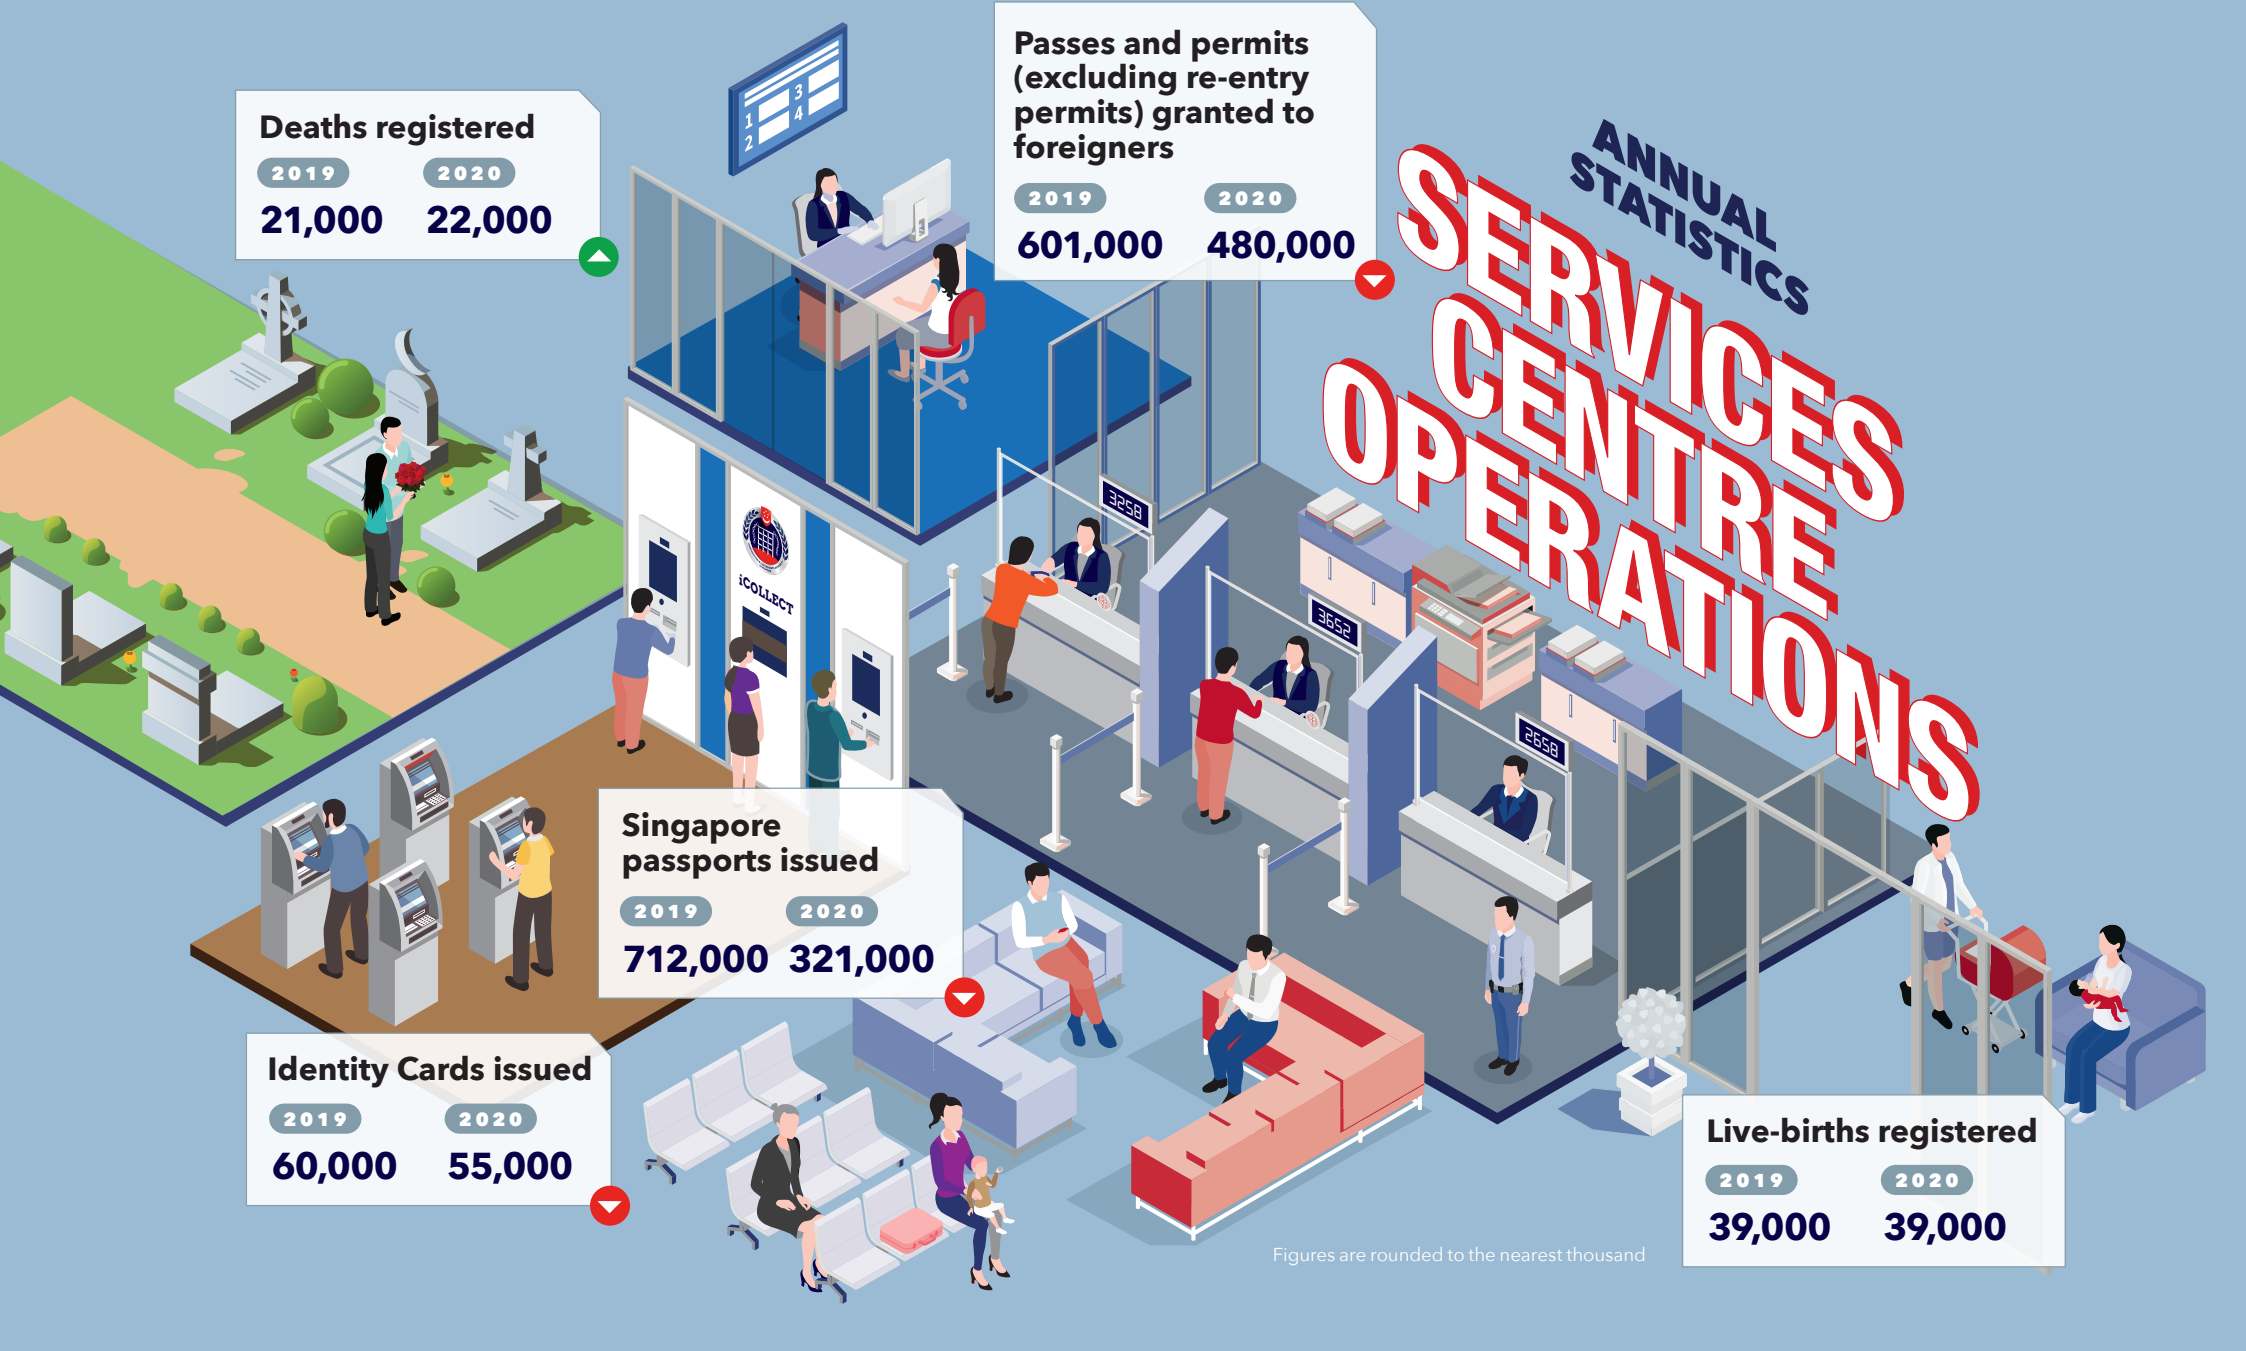 ANNUAL
STATISTICS
SERVICES
CENTRE
OPERATIONS
Deaths registered
2019 2020
21,000 22,000
1 3
2 4
Passes and permits
(excluding re-entry
permits) granted to
foreigners
2019 2020
601,000 480,000
3258
3652
2658
iCOLLECT
Singapore
passports issued
2019 2020
712,000 321,000
Identity Cards issued
2019 2020
60,000 55,000
Live-births registered
2019 2020
39,000 39,000
Figures are rounded to the nearest thousand